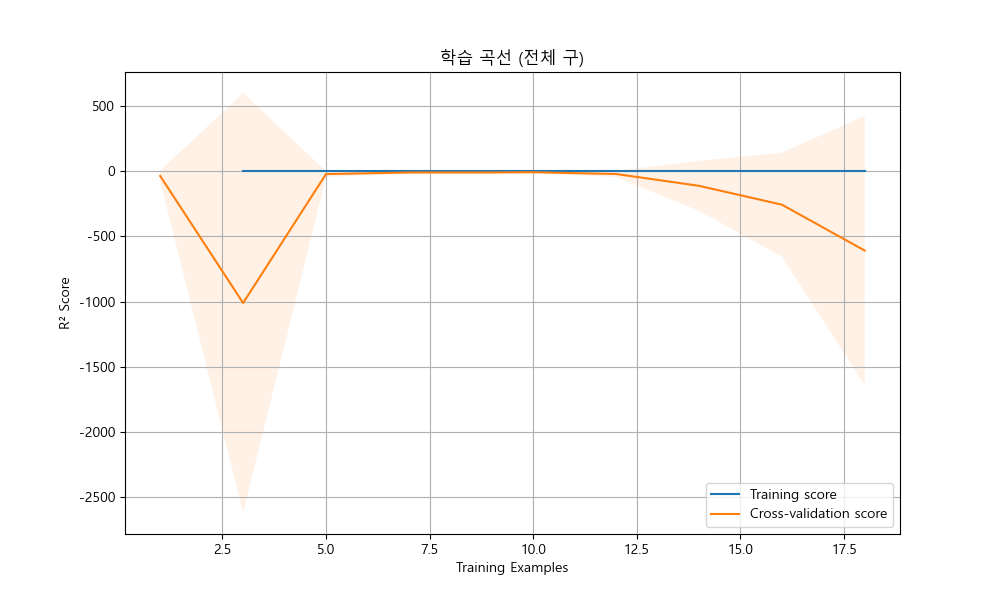 학습 곡선 (전체 구)
R² Score
500
0
-500
-1000
-1500
-2000
-2500
2.5 5.0 7.5 10.0 12.5 15.0 17.5
Training Examples
Training score
Cross-validation score